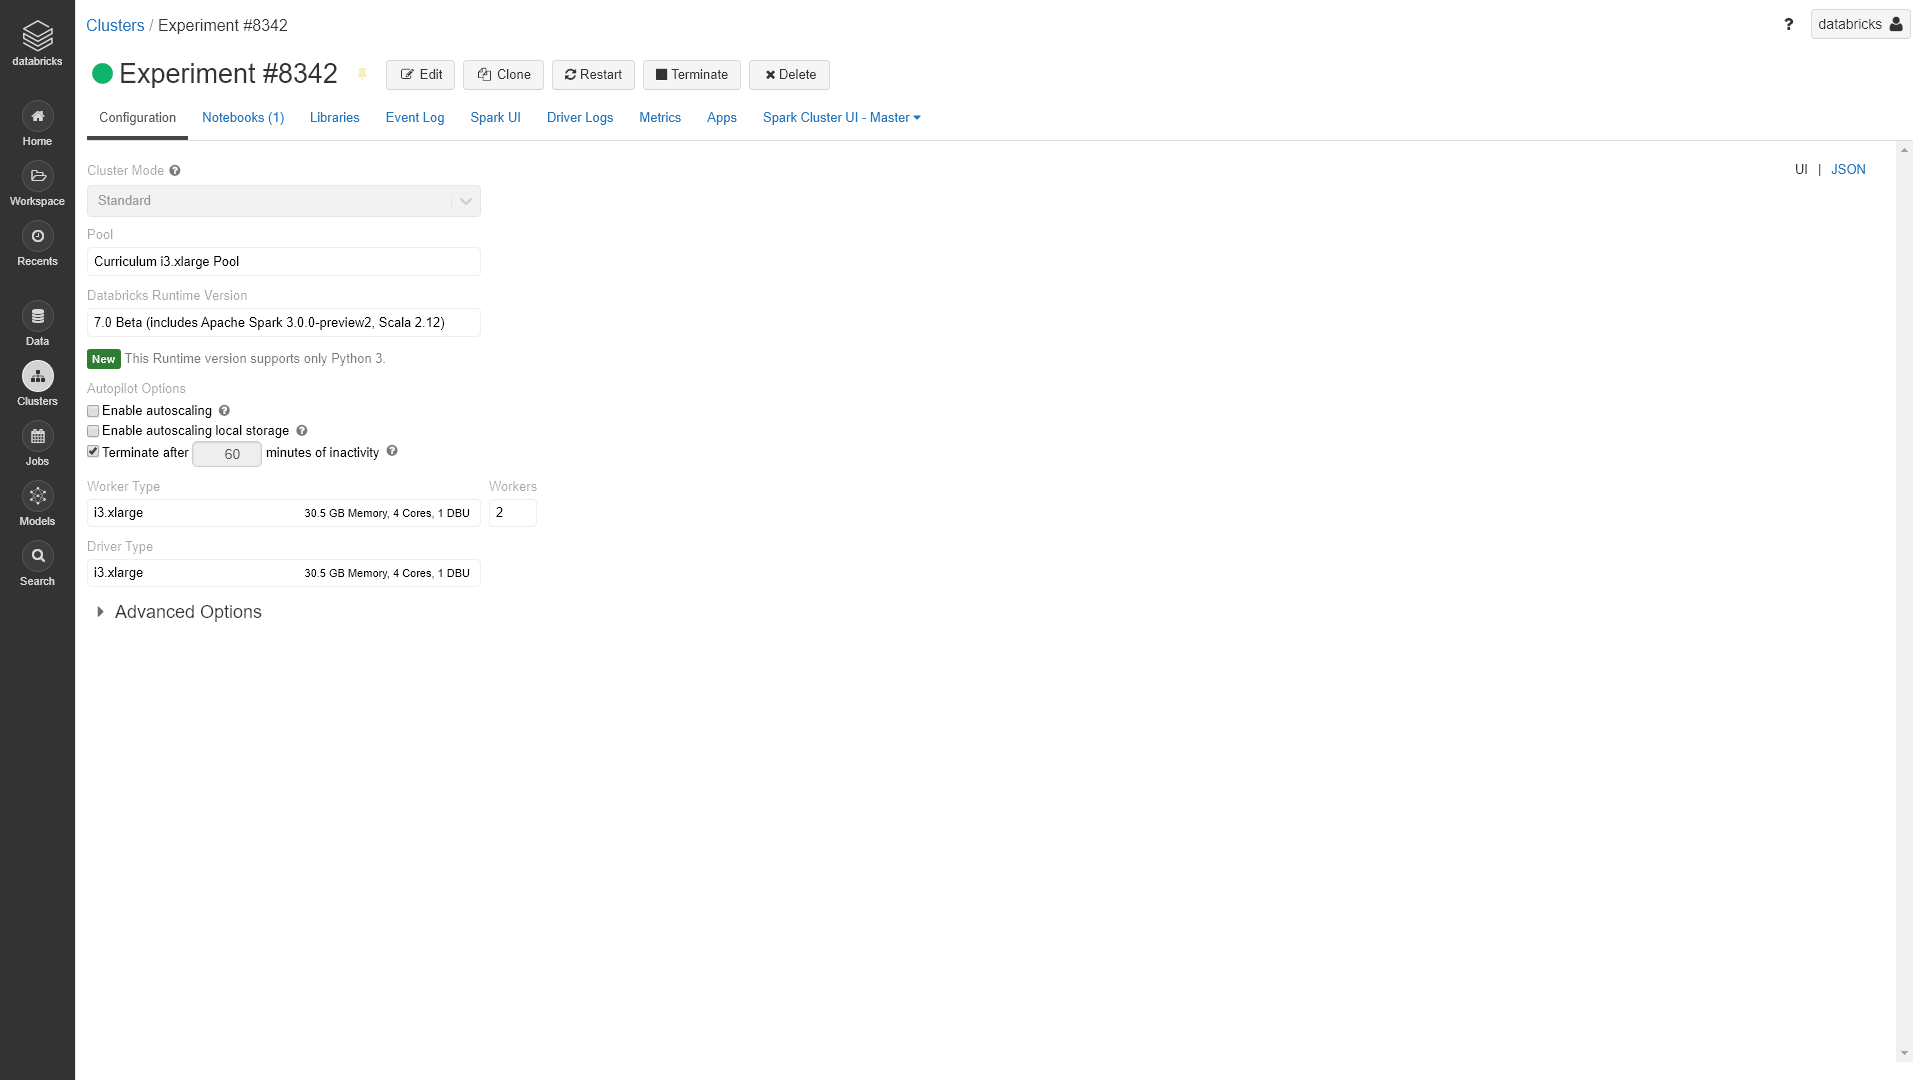 databricks
Home
Workspace
Recents
Data
Clusters
Jobs
Models
Search
Clusters / Experiment #8342
? databricks
Experiment #8342 Edit Clone Restart Terminate Delete
Configuration Notebooks (1) Libraries Event Log Spark UI Driver Logs Metrics Apps Spark Cluster UI - Master
UI | JSON
Cluster Mode ?
Standard
Pool
Curriculum i3.xlarge Pool
Databricks Runtime Version
7.0 Beta (includes Apache Spark 3.0.0-preview2, Scala 2.12)
New This Runtime version supports only Python 3.
Autopilot Options
Enable autoscaling ?
Enable autoscaling local storage ?
Terminate after 60 minutes of inactivity ?
Worker Type Workers
i3.xlarge 30.5 GB Memory, 4 Cores, 1 DBU 2
Driver Type
i3.xlarge 30.5 GB Memory, 4 Cores, 1 DBU
Advanced Options